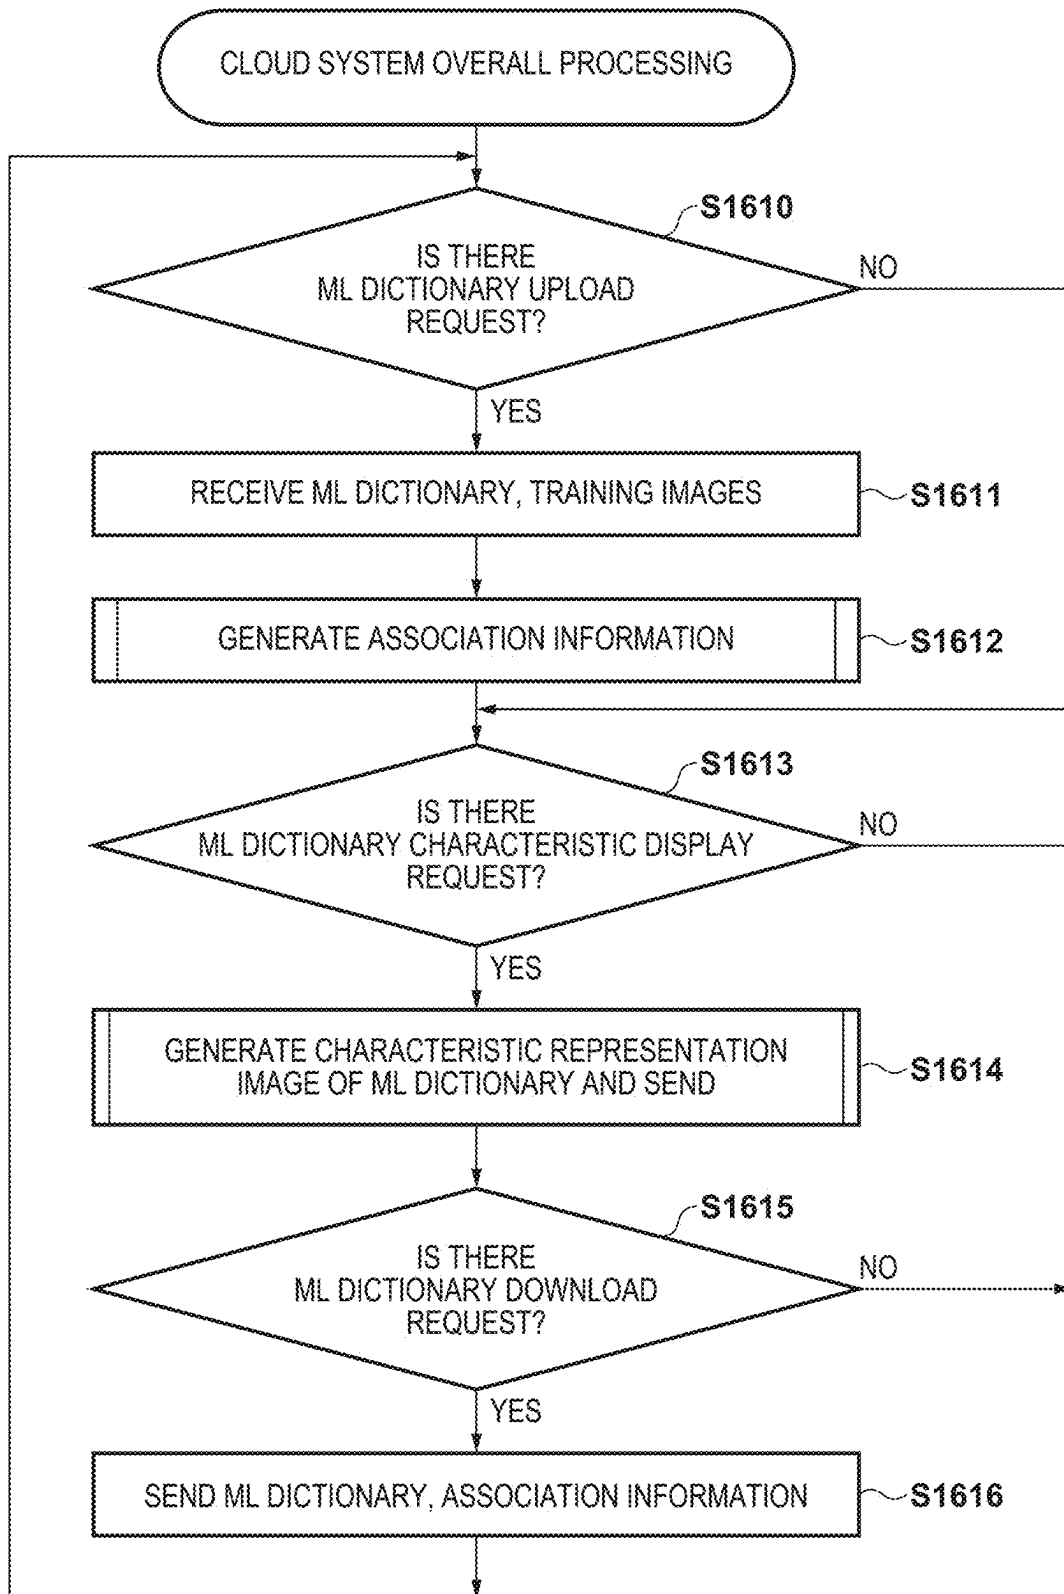 CLOUD SYSTEM OVERALL PROCESSING
S1610
IS THERE
ML DICTIONARY UPLOAD
REQUEST?
NO
YES
RECEIVE ML DICTIONARY, TRAINING IMAGES
S1611
GENERATE ASSOCIATION INFORMATION
S1612
S1613
IS THERE
ML DICTIONARY CHARACTERISTIC DISPLAY
REQUEST?
NO
YES
GENERATE CHARACTERISTIC REPRESENTATION
IMAGE OF ML DICTIONARY AND SEND
S1614
S1615
IS THERE
ML DICTIONARY DOWNLOAD
REQUEST?
NO
YES
SEND ML DICTIONARY, ASSOCIATION INFORMATION
S1616